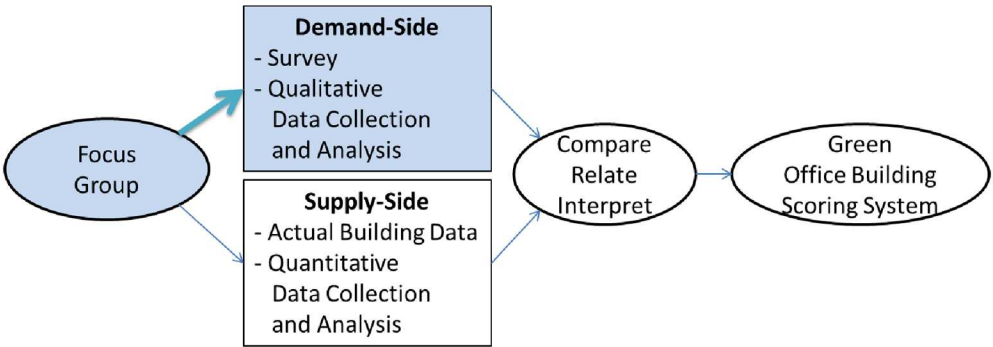 Focus
Group
Demand-Side
- Survey
- Qualitative
Data Collection
and Analysis
Supply-Side
- Actual Building Data
- Quantitative
Data Collection
and Analysis
Compare
Relate
Interpret
Green
Office Building
Scoring System